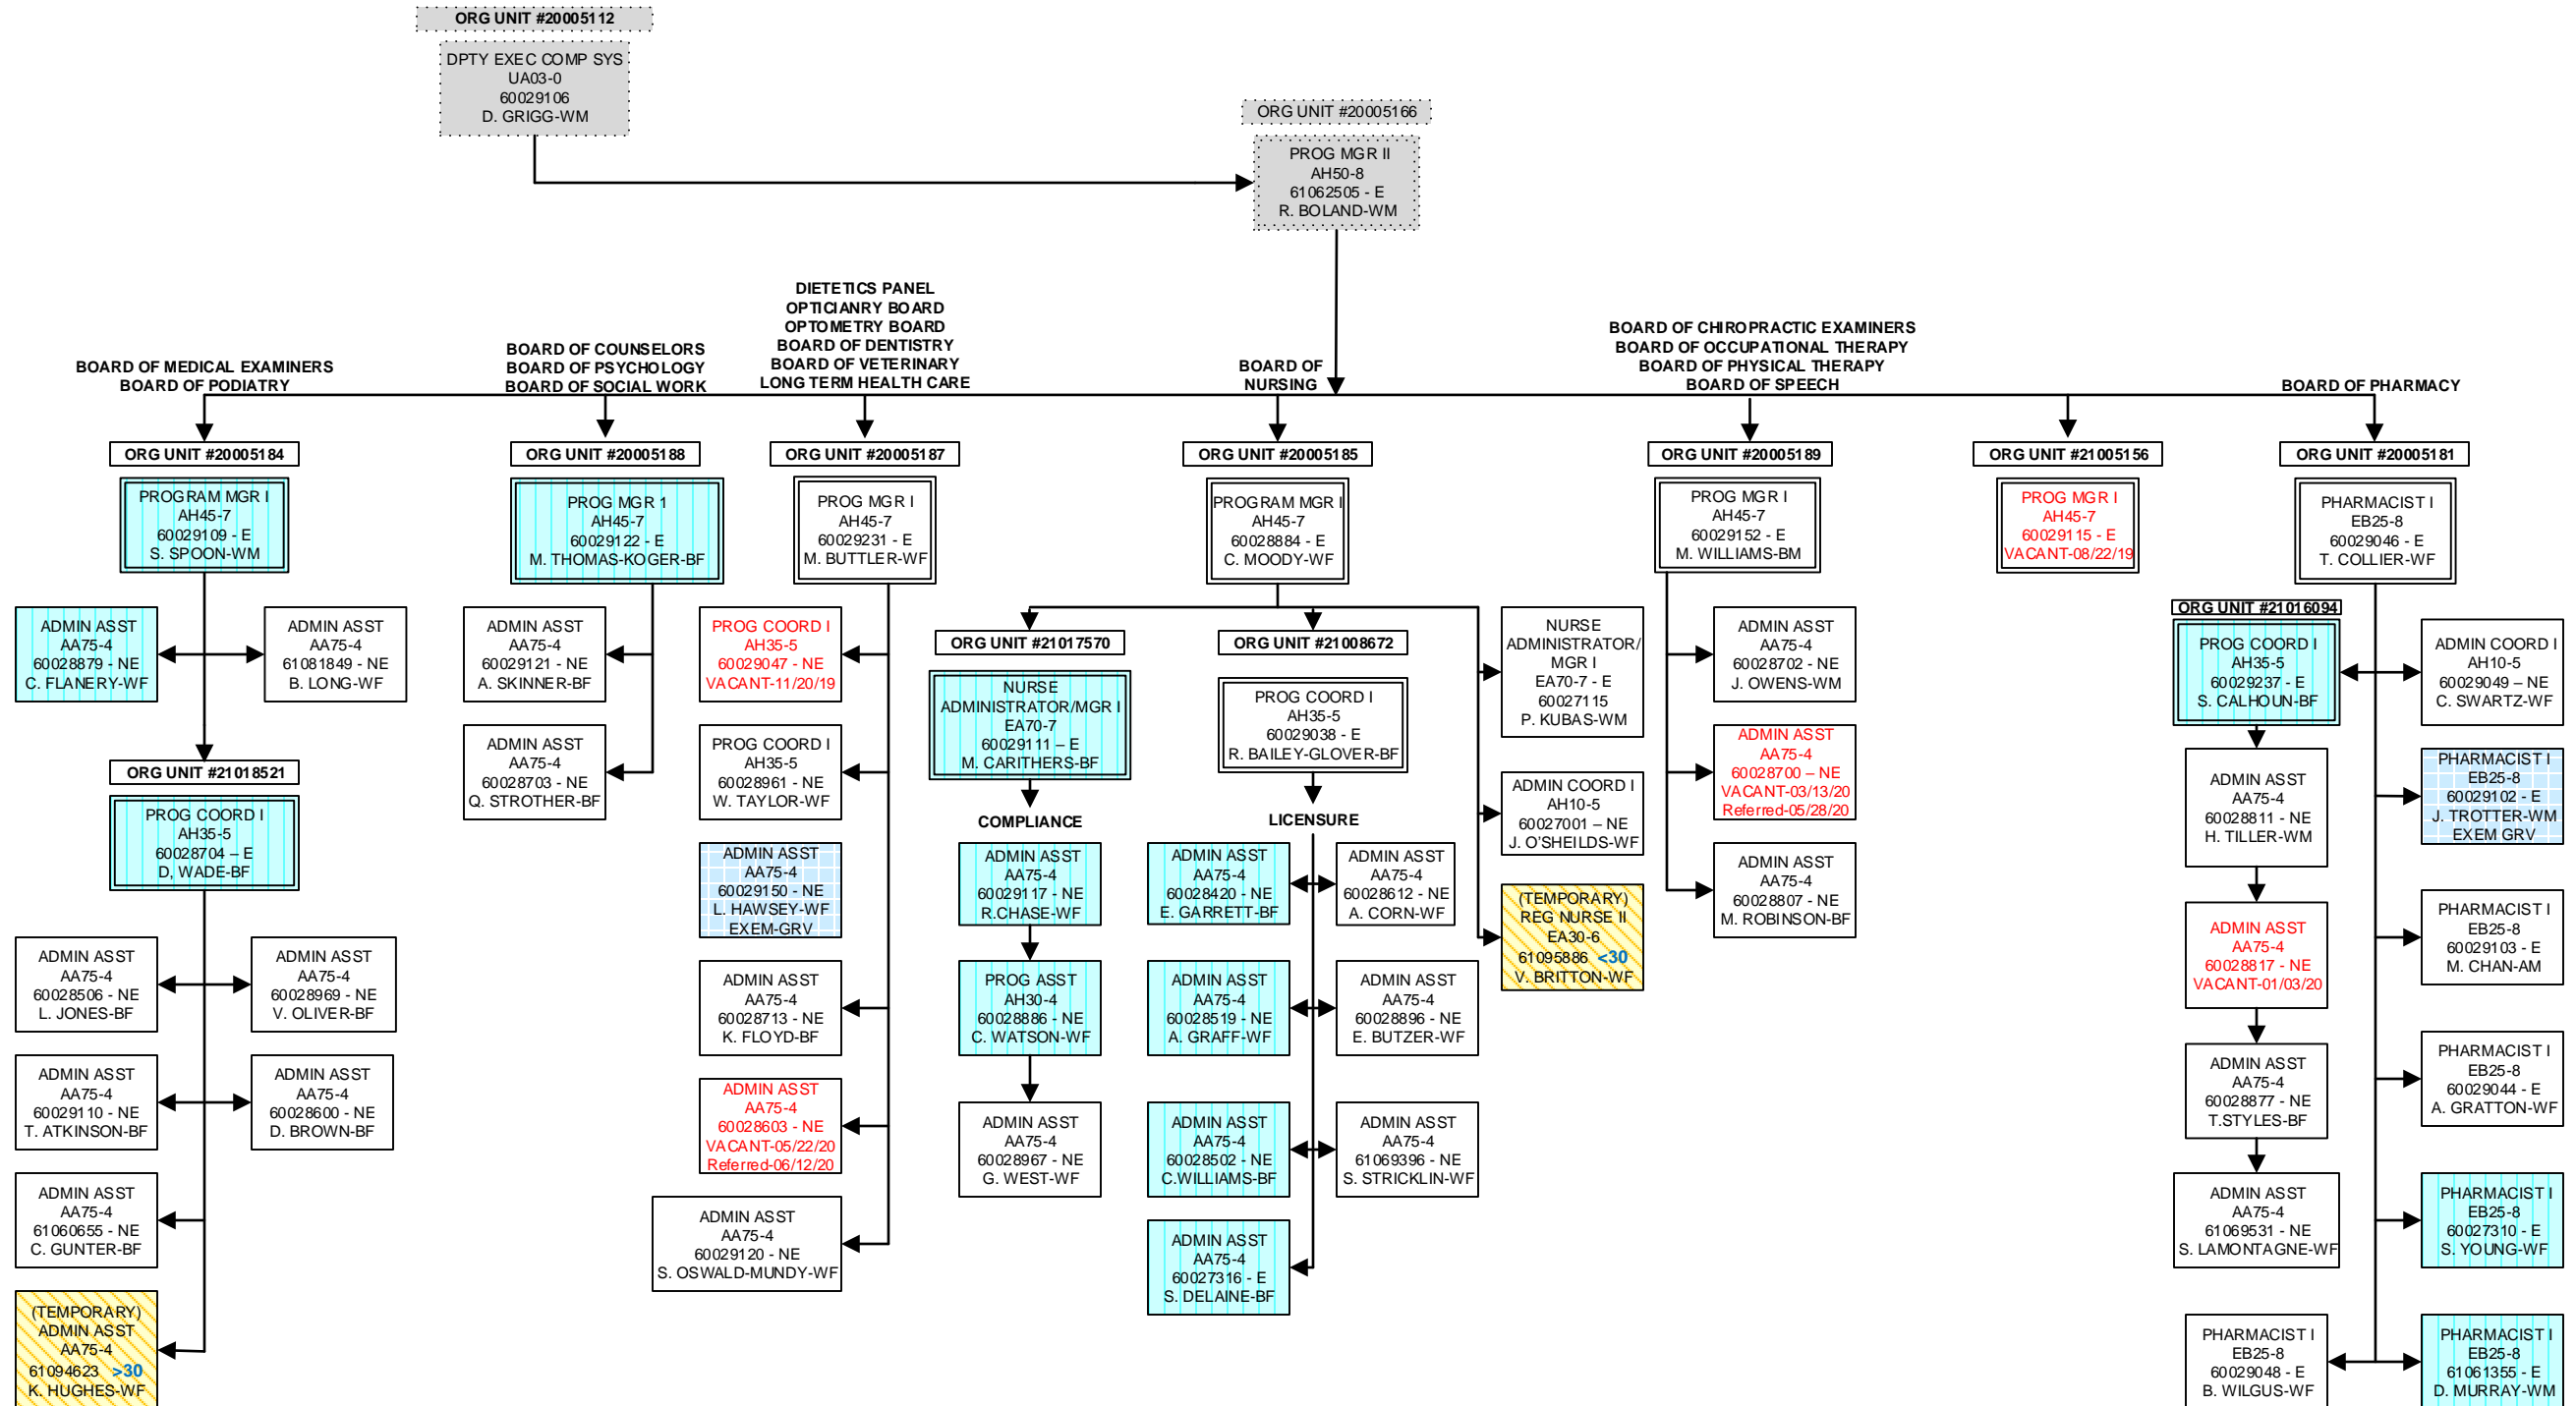 ORG UNIT #20005112
DPTY EXEC COMP SYS
UA03-0
60029106
D. GRIGG-WM
ORG UNIT #20005166
PROG MGR II
AH50-8
61062505 - E
R. BOLAND-WM
BOARD OF MEDICAL EXAMINERS
BOARD OF PODIATRY
BOARD OF COUNSELORS
BOARD OF PSYCHOLOGY
BOARD OF SOCIAL WORK
DIETETICS PANEL
OPTICIANRY BOARD
OPTOMETRY BOARD
BOARD OF DENTISTRY
BOARD OF VETERINARY
LONG TERM HEALTH CARE
BOARD OF
NURSING
BOARD OF CHIROPRACTIC EXAMINERS
BOARD OF OCCUPATIONAL THERAPY
BOARD OF PHYSICAL THERAPY
BOARD OF SPEECH
BOARD OF PHARMACY
ORG UNIT #20005184
PROGRAM MGR I
AH45-7
60029109 - E
S. SPOON-WM
ADMIN ASST
AA75-4
60028879 - NE
C. FLANERY-WF
ADMIN ASST
AA75-4
61081849 - NE
B. LONG-WF
ORG UNIT #21018521
PROG COORD I
AH35-5
60028704 – E
D, WADE-BF
ADMIN ASST
AA75-4
60028506 - NE
L. JONES-BF
ADMIN ASST
AA75-4
60028969 - NE
V. OLIVER-BF
ADMIN ASST
AA75-4
60029110 - NE
T. ATKINSON-BF
ADMIN ASST
AA75-4
60028600 - NE
D. BROWN-BF
ADMIN ASST
AA75-4
61060655 - NE
C. GUNTER-BF
(TEMPORARY)
ADMIN ASST
AA75-4
61094623 >30
K. HUGHES-WF
ORG UNIT #20005188
PROG MGR 1
AH45-7
60029122 - E
M. THOMAS-KOGER-BF
ADMIN ASST
AA75-4
60029121 - NE
A. SKINNER-BF
ADMIN ASST
AA75-4
60028703 - NE
Q. STROTHER-BF
ORG UNIT #20005187
PROG MGR I
AH45-7
60029231 - E
M. BUTTLER-WF
PROG COORD I
AH35-5
60029047 - NE
VACANT-11/20/19
PROG COORD I
AH35-5
60028961 - NE
W. TAYLOR-WF
ADMIN ASST
AA75-4
60029150 - NE
L. HAWSEY-WF
EXEM-GRV
ADMIN ASST
AA75-4
60028713 - NE
K. FLOYD-BF
ADMIN ASST
AA75-4
60028603 - NE
VACANT-05/22/20
Referred-06/12/20
ADMIN ASST
AA75-4
60029120 - NE
S. OSWALD-MUNDY-WF
ORG UNIT #20005185
PROGRAM MGR I
AH45-7
60028884 - E
C. MOODY-WF
ORG UNIT #21017570
NURSE
ADMINISTRATOR/MGR I
EA70-7
60029111 – E
M. CARITHERS-BF
COMPLIANCE
ADMIN ASST
AA75-4
60029117 - NE
R.CHASE-WF
PROG ASST
AH30-4
60028886 - NE
C. WATSON-WF
ADMIN ASST
AA75-4
60028967 - NE
G. WEST-WF
ORG UNIT #21008672
PROG COORD I
AH35-5
60029038 - E
R. BAILEY-GLOVER-BF
LICENSURE
ADMIN ASST
AA75-4
60028420 - NE
E. GARRETT-BF
ADMIN ASST
AA75-4
60028612 - NE
A. CORN-WF
ADMIN ASST
AA75-4
60028519 - NE
A. GRAFF-WF
ADMIN ASST
AA75-4
60028896 - NE
E. BUTZER-WF
ADMIN ASST
AA75-4
60028502 - NE
C.WILLIAMS-BF
ADMIN ASST
AA75-4
61069396 - NE
S. STRICKLIN-WF
ADMIN ASST
AA75-4
60027316 - E
S. DELAINE-BF
NURSE
ADMINISTRATOR/
MGR I
EA70-7 - E
60027115
P. KUBAS-WM
ADMIN COORD I
AH10-5
60027001 – NE
J. O'SHEILDS-WF
(TEMPORARY)
REG NURSE II
EA30-6
61095886 <30
V. BRITTON-WF
ORG UNIT #20005189
PROG MGR I
AH45-7
60029152 - E
M. WILLIAMS-BM
ADMIN ASST
AA75-4
60028702 - NE
J. OWENS-WM
ADMIN ASST
AA75-4
60028700 – NE
VACANT-03/13/20
Referred-05/28/20
ADMIN ASST
AA75-4
60028807 - NE
M. ROBINSON-BF
ORG UNIT #21005156
PROG MGR I
AH45-7
60029115 - E
VACANT-08/22/19
ORG UNIT #20005181
PHARMACIST I
EB25-8
60029046 - E
T. COLLIER-WF
ORG UNIT #21016094
PROG COORD I
AH35-5
60029237 - E
S. CALHOUN-BF
ADMIN COORD I
AH10-5
60029049 – NE
C. SWARTZ-WF
ADMIN ASST
AA75-4
60028811 - NE
H. TILLER-WM
PHARMACIST I
EB25-8
60029102 - E
J. TROTTER-WM
EXEM GRV
ADMIN ASST
AA75-4
60028817 - NE
VACANT-01/03/20
PHARMACIST I
EB25-8
60029103 - E
M. CHAN-AM
ADMIN ASST
AA75-4
60028877 - NE
T.STYLES-BF
PHARMACIST I
EB25-8
60029044 - E
A. GRATTON-WF
ADMIN ASST
AA75-4
61069531 - NE
S. LAMONTAGNE-WF
PHARMACIST I
EB25-8
60027310 - E
S. YOUNG-WF
PHARMACIST I
EB25-8
60029048 - E
B. WILGUS-WF
PHARMACIST I
EB25-8
61061355 - E
D. MURRAY-WM